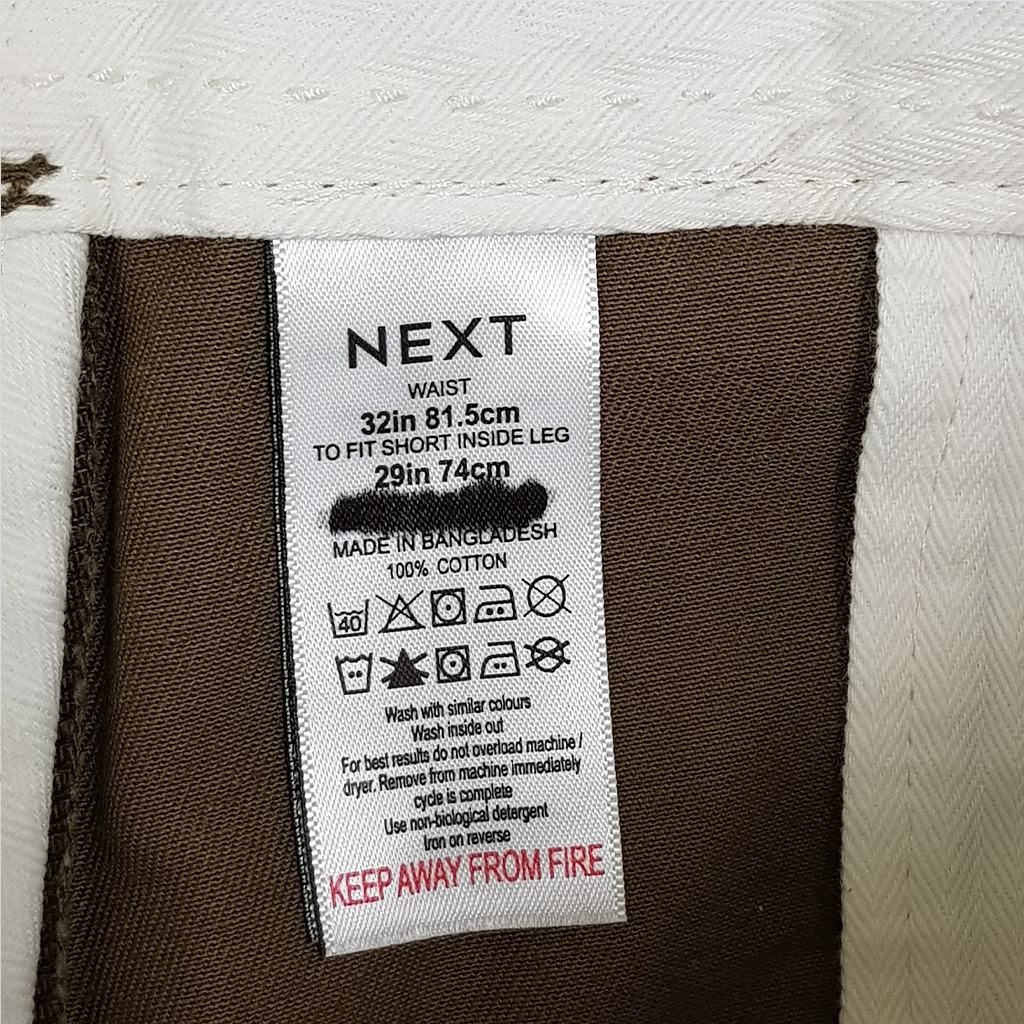 NEXT
WAIST
32in 81.5cm
TO FIT SHORT INSIDE LEG
29in 74cm
MADE IN BANGLADESH
100% COTTON
40
Wash with similar colours
Wash inside out
For best results do not overload machine /
dryer. Remove from machine immediately
cycle is complete
Use non-biological detergent
Iron on reverse
KEEP AWAY FROM FIRE